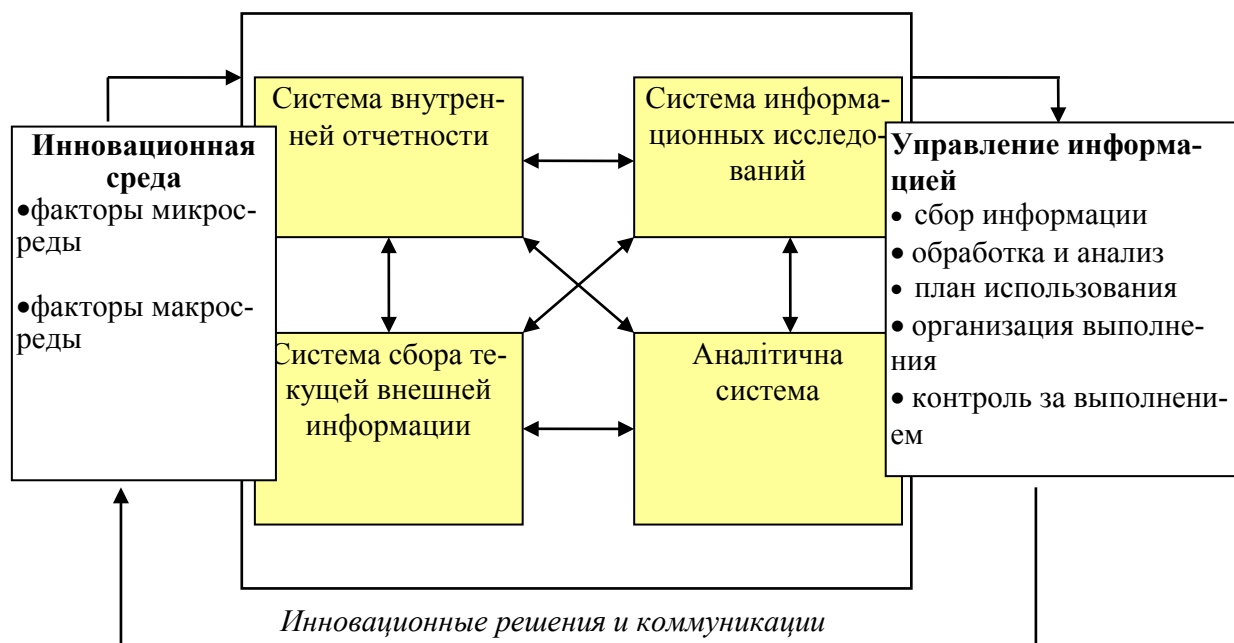 Система внутрен-
ней отчетности
Система информа-
ционных исследо-
ваний
Инновационная
среда
•факторы микрос-
реды
•факторы макрос-
реды
Управление информа-
цией
• сбор информации
• обработка и анализ
• план использования
• организация выполне-
ния
• контроль за выполнени-
ем
Система сбора те-
кущей внешней
информации
Аналітична
система
Инновационные решения и коммуникации